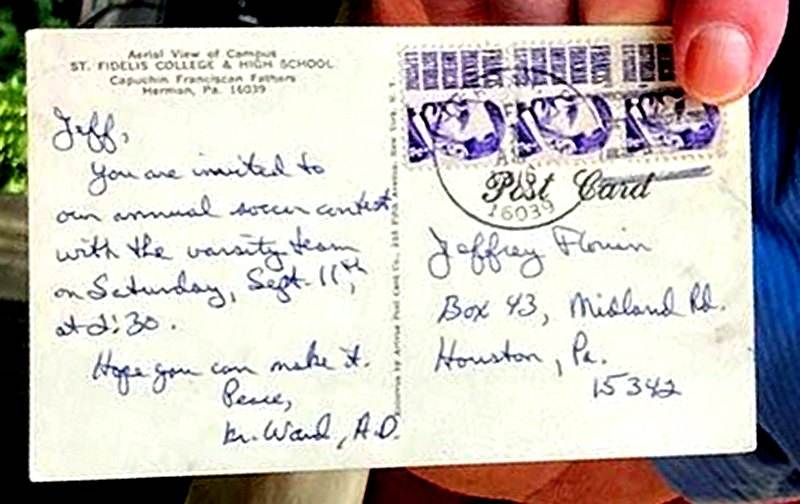 Aerial View of Campus
ST. FIDELIS COLLEGE & HIGH SCHOOL
Capuchin Franciscan Fathers
Herman, Pa. 16039
Jeff,
You are invited to
our annual soccer contest
with the varsity team
on Saturday, Sept. 11th,
at 2:30.
Hope you can make it.
Peace,
Mr. Ward, A.D.
Post Card
16039
Jeffrey
Box 43, Midland Rd.
Houston, Pa.
15342